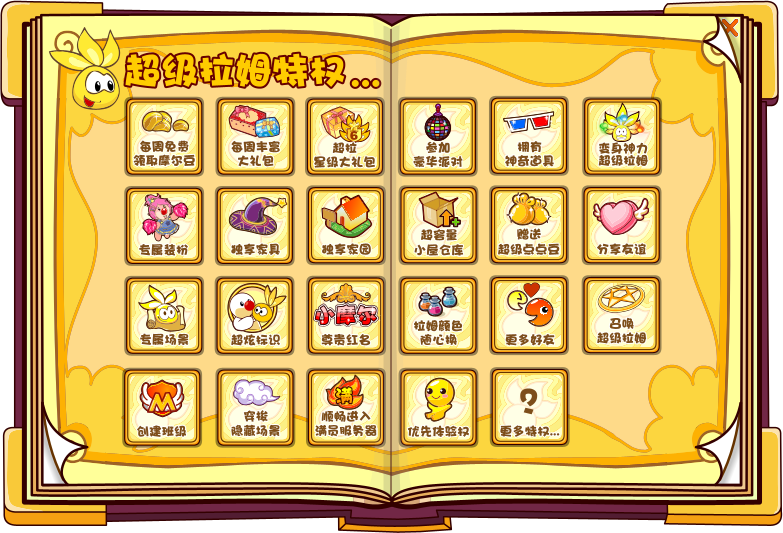 超级拉姆特权...
每周免费
领取摩尔豆
每周丰富
大礼包
6
超拉
星级大礼包
参加
豪华派对
拥有
神奇道具
变身神力
超级拉姆
专属装扮
独享家具
独享家园
超容量
小屋仓库
赠送
超级点点豆
分享友谊
专属场景
超炫标识
小摩尔
尊贵红名
拉姆颜色
随心换
更多好友
召唤
超级拉姆
M
创建班级
穿梭
隐藏场景
满
顺畅进入
满员服务器
优先体验权
?
更多特权...